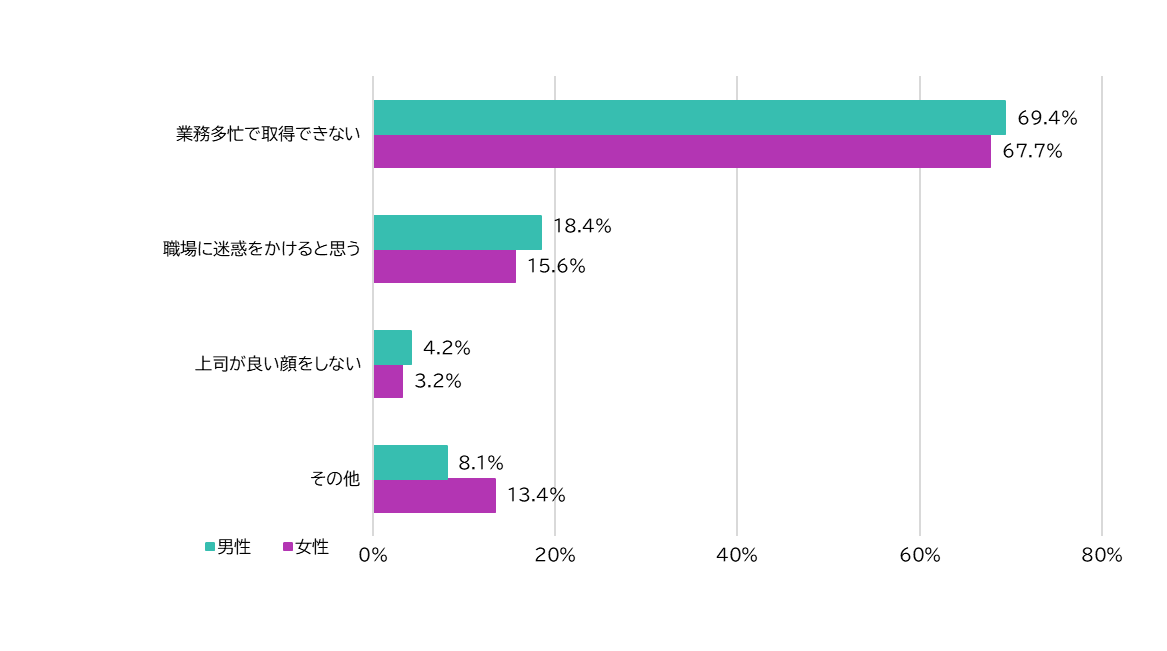 業務多忙で取得できない
69.4%
67.7%
職場に迷惑をかけると思う
18.4%
15.6%
上司が良い顔をしない
4.2%
3.2%
その他
8.1%
13.4%
男性 女性
0% 20% 40% 60% 80%